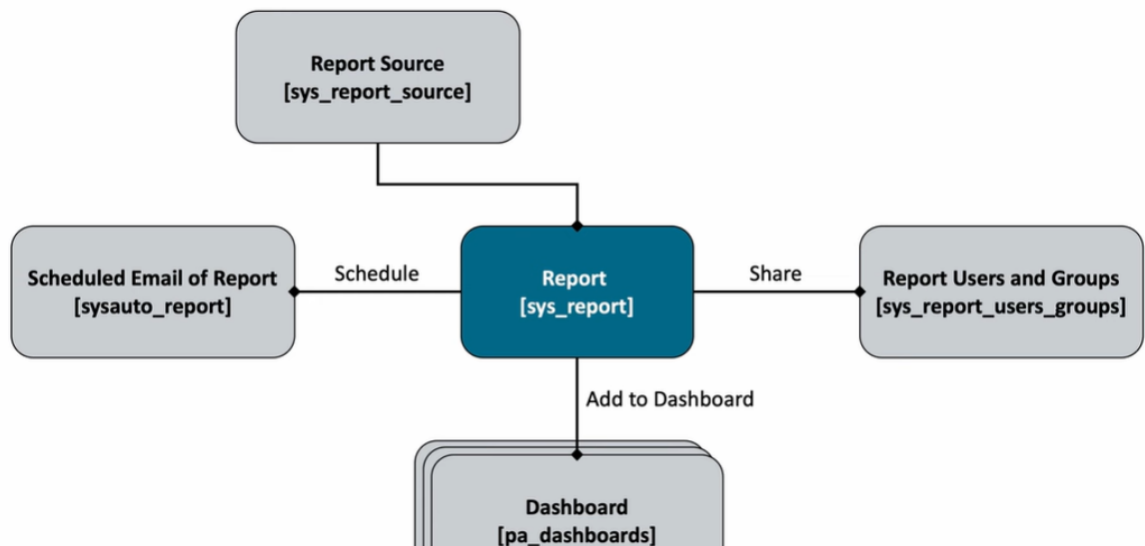 Report Source
[sys_report_source]
Scheduled Email of Report
[sysauto_report]
Schedule
Report
[sys_report]
Share
Report Users and Groups
[sys_report_users_groups]
Add to Dashboard
Dashboard
[pa_dashboards]